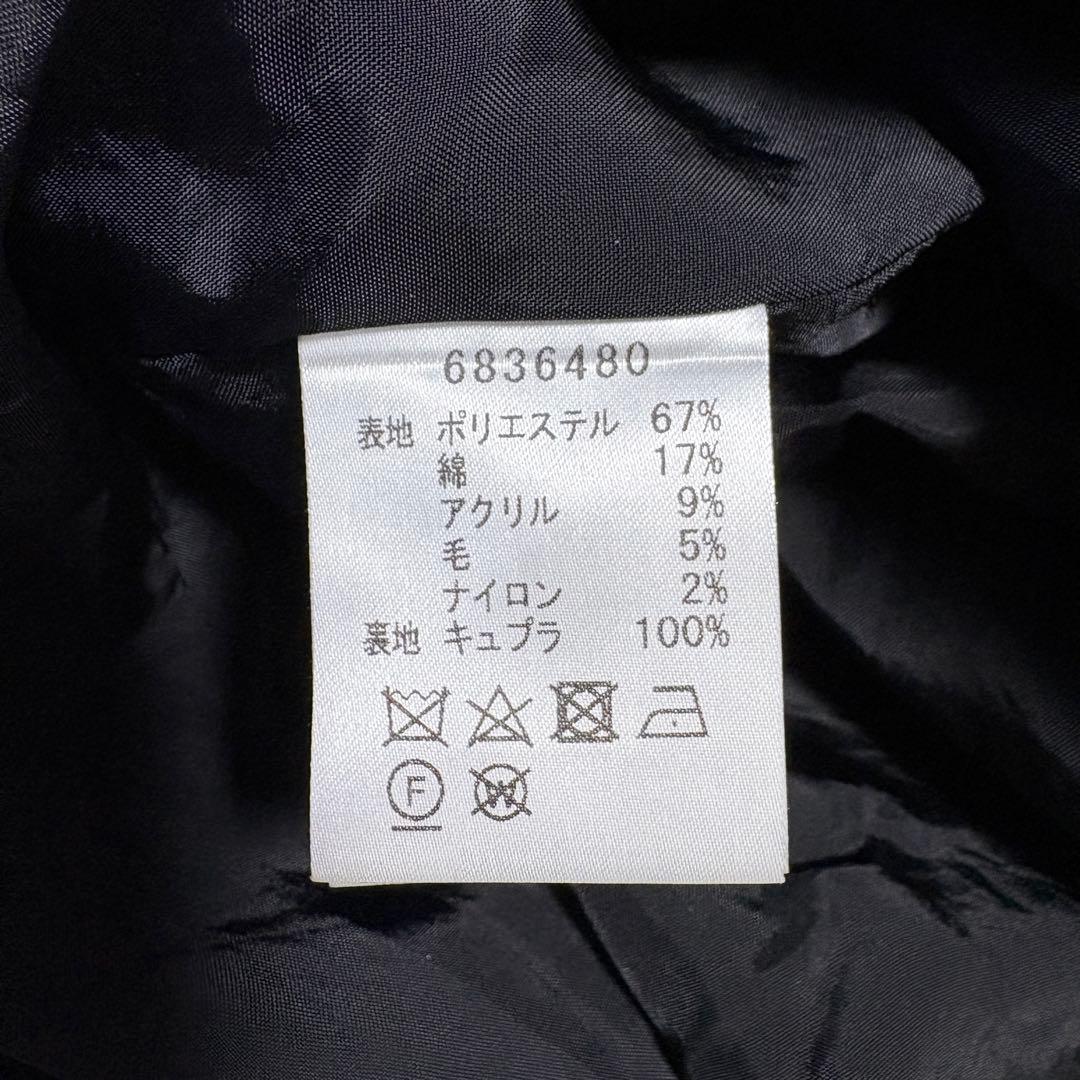 6836480
表地 ポリエステル 67%
綿 17%
アクリル 9%
毛 5%
ナイロン 2%
裏地 キュプラ 100%
F W